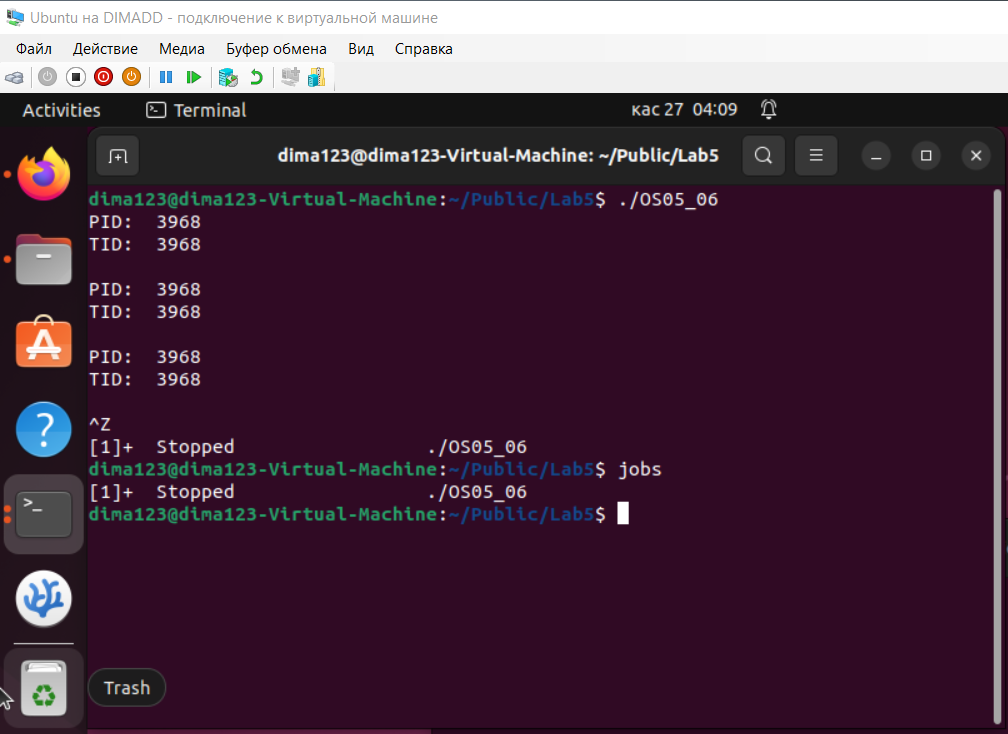 Ubuntu на DIMADD - подключение к виртуальной машине
Файл Действие Медиа Буфер обмена Вид Справка
Activities Terminal кас 27 04:09
dima123@dima123-Virtual-Machine: ~/Public/Lab5
dima123@dima123-Virtual-Machine:~/Public/Lab5$ ./OS05_06
PID: 3968
TID: 3968
PID: 3968
TID: 3968
PID: 3968
TID: 3968
^Z
[1]+ Stopped ./OS05_06
dima123@dima123-Virtual-Machine:~/Public/Lab5$ jobs
[1]+ Stopped ./OS05_06
dima123@dima123-Virtual-Machine:~/Public/Lab5$
Trash